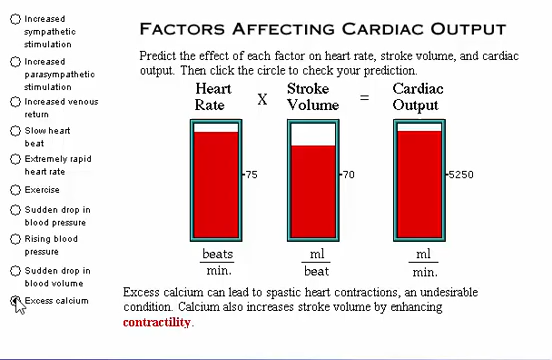 Increased
sympathetic
stimulation
Increased
parasympathetic
stimulation
Increased venous
return
Slow heart
beat
Extremely rapid
heart rate
Exercise
Sudden drop in
blood pressure
Rising blood
pressure
Sudden drop in
blood volume
Excess calcium
FACTORS AFFECTING CARDIAC OUTPUT
Predict the effect of each factor on heart rate, stroke volume, and cardiac
output. Then click the circle to check your prediction.
Heart
Rate
X
Stroke
Volume
=
Cardiac
Output
75
70
5250
beats
min.
ml
beat
ml
min.
Excess calcium can lead to spastic heart contractions, an undesirable
condition. Calcium also increases stroke volume by enhancing
contractility.